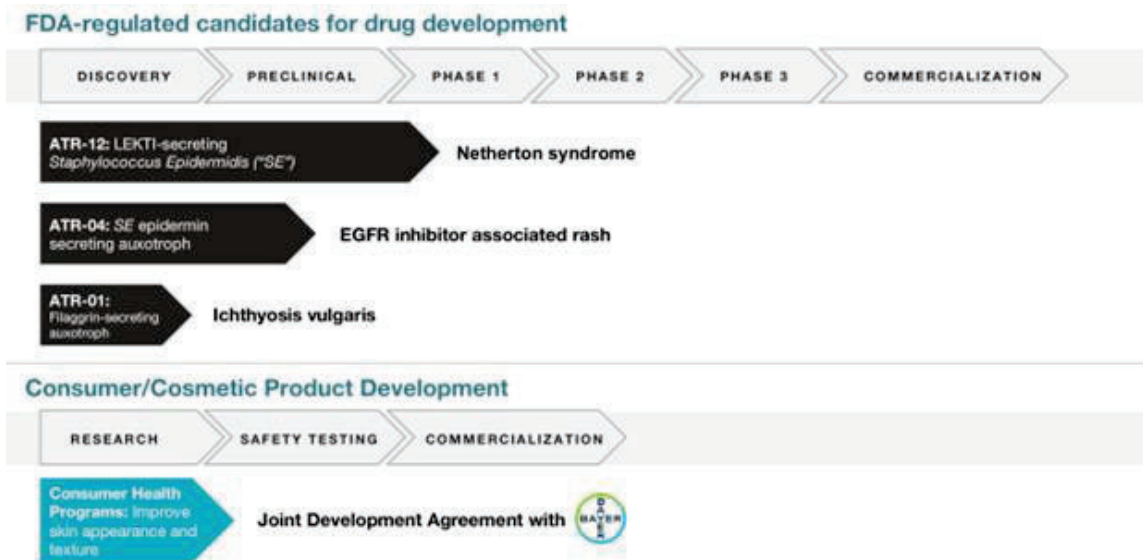 FDA-regulated candidates for drug development
DISCOVERY PRECLINICAL PHASE 1 PHASE 2 PHASE 3 COMMERCIALIZATION
ATR-12: LEKTI-secreting
Staphylococcus Epidermidis ("SE")
Netherton syndrome
ATR-04: SE epidermin
secreting auxotroph
EGFR inhibitor associated rash
ATR-01:
Filaggrin-secreting
auxotroph
Ichthyosis vulgaris
Consumer/Cosmetic Product Development
RESEARCH SAFETY TESTING COMMERCIALIZATION
Consumer Health
Programs: Improve
skin appearance and
texture
Joint Development Agreement with
BAYER
BAYER